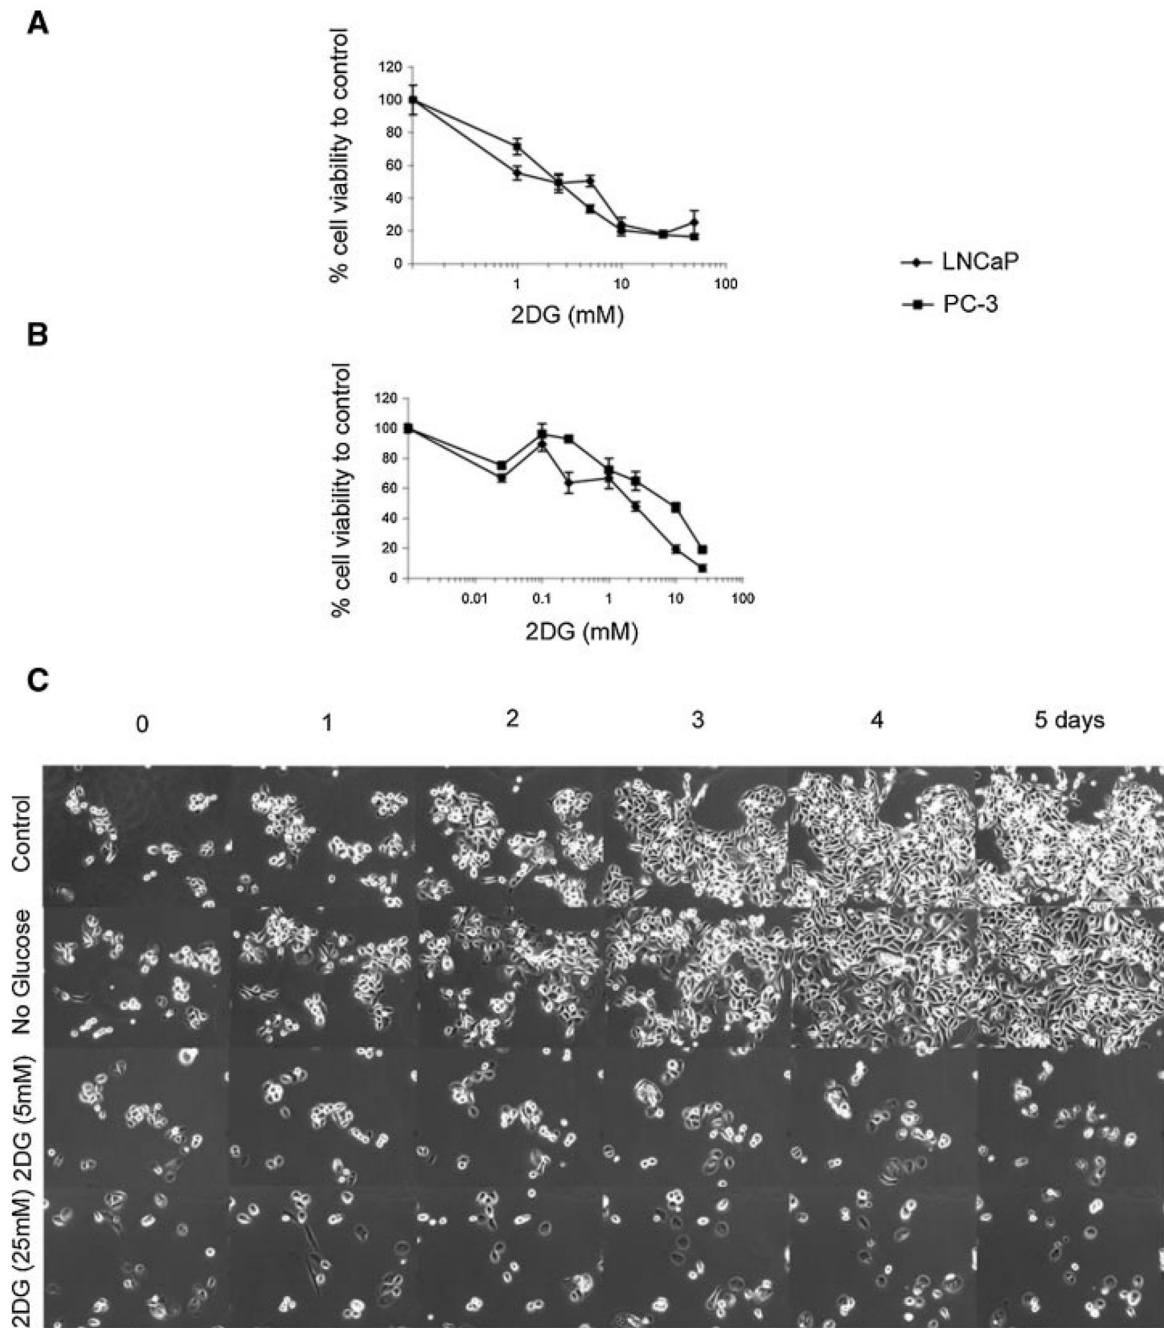 A
% cell viability to control
120
100
80
60
40
20
0
1
10
100
2DG (mM)
LNCaP
PC-3
B
% cell viability to control
120
100
80
60
40
20
0
0.01
0.1
1
10
100
2DG (mM)
C
0
1
2
3
4
5 days
Control
No Glucose
2DG (5mM)
2DG (25mM)